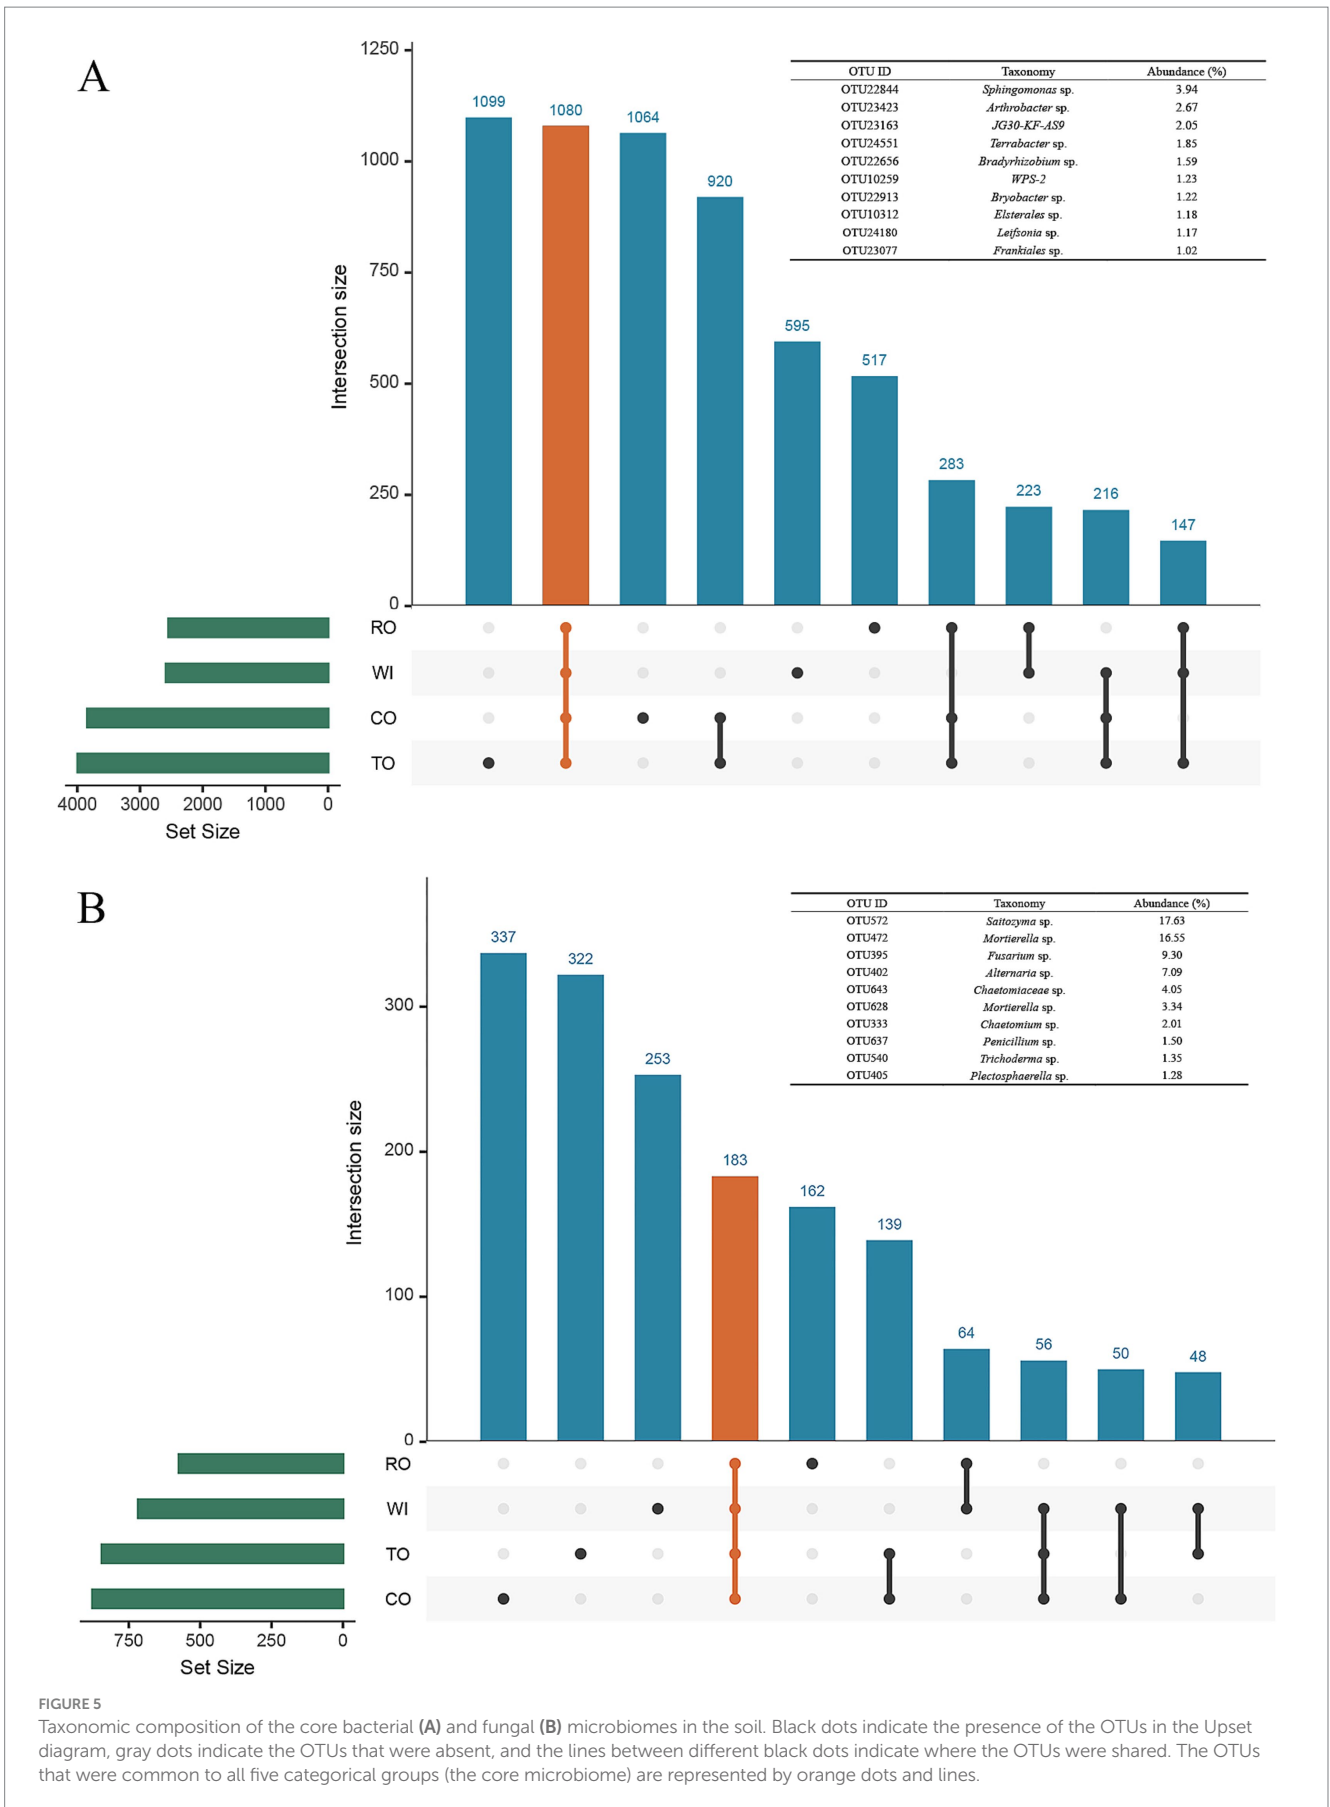 A
1250
1000
750
500
250
0
Intersection size
1099
1080
1064
920
595
517
283
223
216
147
OTU ID Taxonomy Abundance (%)
OTU22844 Sphingomonas sp. 3.94
OTU23423 Arthrobacter sp. 2.67
OTU23163 JG30-KF-AS9 2.05
OTU24551 Terrabacter sp. 1.85
OTU22656 Bradyrhizobium sp. 1.59
OTU10259 WPS-2 1.23
OTU22913 Bryobacter sp. 1.22
OTU10312 Elsterales sp. 1.18
OTU24180 Leifsonia sp. 1.17
OTU23077 Frankiales sp. 1.02
RO
WI
CO
TO
4000 3000 2000 1000 0
Set Size
B
300
200
100
0
Intersection size
337
322
253
183
162
139
64
56
50
48
OTU ID Taxonomy Abundance (%)
OTU572 Saitozyma sp. 17.63
OTU472 Mortierella sp. 16.55
OTU395 Fusarium sp. 9.30
OTU402 Alternaria sp. 7.09
OTU643 Chaetomiaceae sp. 4.05
OTU628 Mortierella sp. 3.34
OTU333 Chaetomium sp. 2.01
OTU637 Penicillium sp. 1.50
OTU540 Trichoderma sp. 1.35
OTU405 Plectosphaerella sp. 1.28
RO
WI
TO
CO
750 500 250 0
Set Size
FIGURE 5
Taxonomic composition of the core bacterial (A) and fungal (B) microbiomes in the soil. Black dots indicate the presence of the OTUs in the Upset
diagram, gray dots indicate the OTUs that were absent, and the lines between different black dots indicate where the OTUs were shared. The OTUs
that were common to all five categorical groups (the core microbiome) are represented by orange dots and lines.